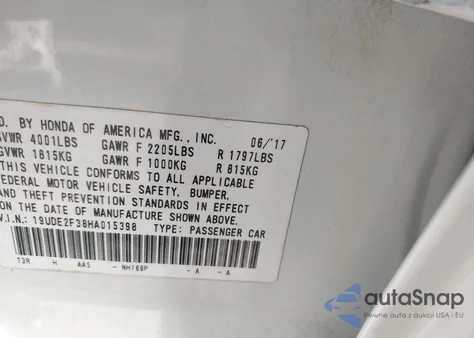 D. BY HONDA OF AMERICA MFG., INC. 06/'17
GVWR 4001LBS GAWR F 2205LBS R 1797LBS
GVWR 1815KG GAWR F 1000KG R 815KG
THIS VEHICLE CONFORMS TO ALL
FEDERAL MOTOR VEHICLE SAFETY, BUMPER,
AND THEFT PREVENTION STANDARDS IN EFFECT
ON THE DATE OF MANUFACTURE SHOWN ABOVE.
V.I.N.: 19UDE2F38HA015398 TYPE: PASSENGER CAR
T3R H AA5 - NH788P - A - A
autoSnap
Pewne auta z aukcji USA i EU